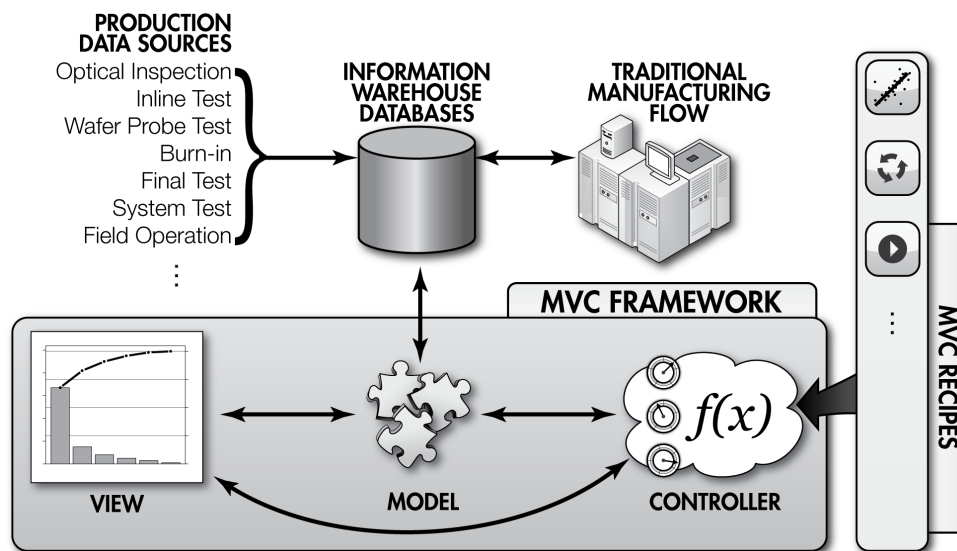 PRODUCTION
DATA SOURCES
Optical Inspection
Inline Test
Wafer Probe Test
Burn-in
Final Test
System Test
Field Operation
⋮
INFORMATION
WAREHOUSE
DATABASES
TRADITIONAL
MANUFACTURING
FLOW
MVC FRAMEWORK
VIEW
MODEL
f(x)
CONTROLLER
⋮
MVC RECIPES